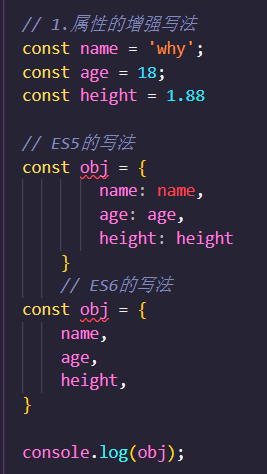 // 1.属性的增强写法
const name = 'why';
const age = 18;
const height = 1.88
// ES5的写法
const obj = {
name: name,
age: age,
height: height
}
// ES6的写法
const obj = {
name,
age,
height,
}
console.log(obj);